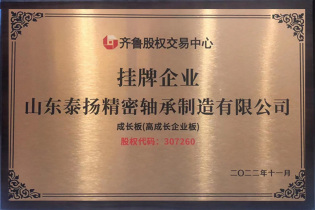 齐鲁股权交易中心
挂牌企业
山东泰扬精密轴承制造有限公司
成长板(高成长企业板)
股权代码：307260
二〇二二年十一月